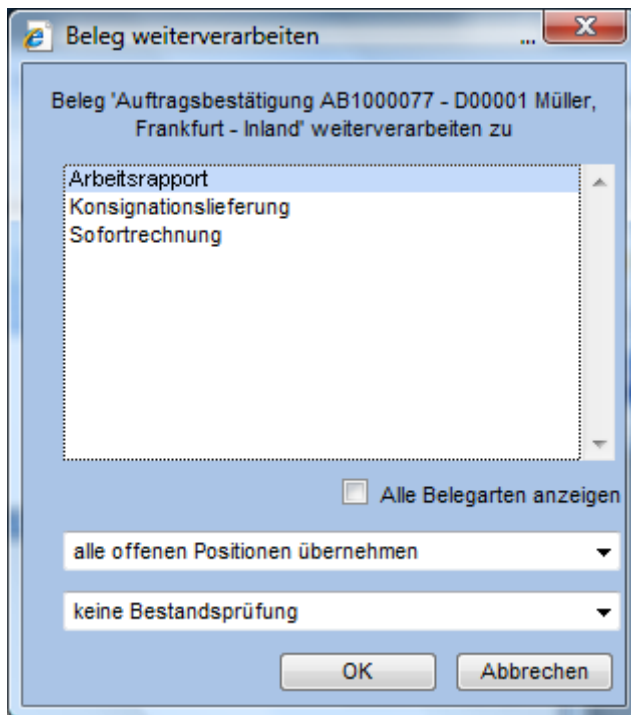 Beleg weiterverarbeiten
...
Beleg 'Auftragsbestätigung AB1000077 - D00001 Müller,
Frankfurt - Inland' weiterverarbeiten zu
Arbeitsrapport
Konsignationslieferung
Sofortrechnung
Alle Belegarten anzeigen
alle offenen Positionen übernehmen
keine Bestandsprüfung
OK
Abbrechen